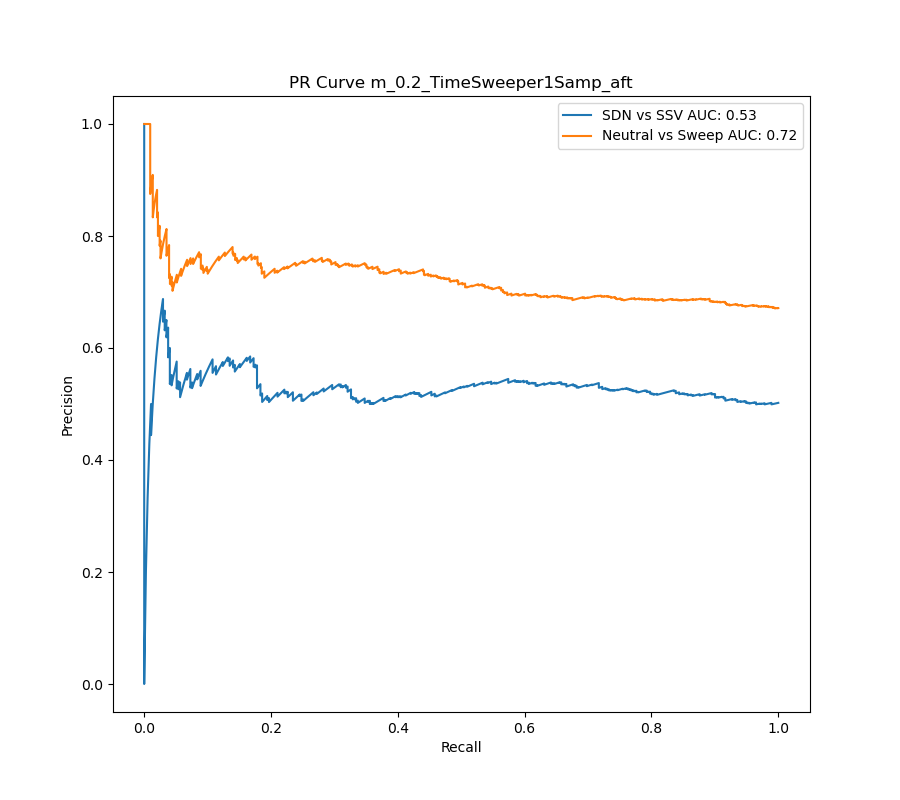 PR Curve m_0.2_TimeSweeper1Samp_aft
SDN vs SSV AUC: 0.53
Neutral vs Sweep AUC: 0.72
1.0
0.8
0.6
0.4
0.2
0.0
Precision
0.0 0.2 0.4 0.6 0.8 1.0
Recall